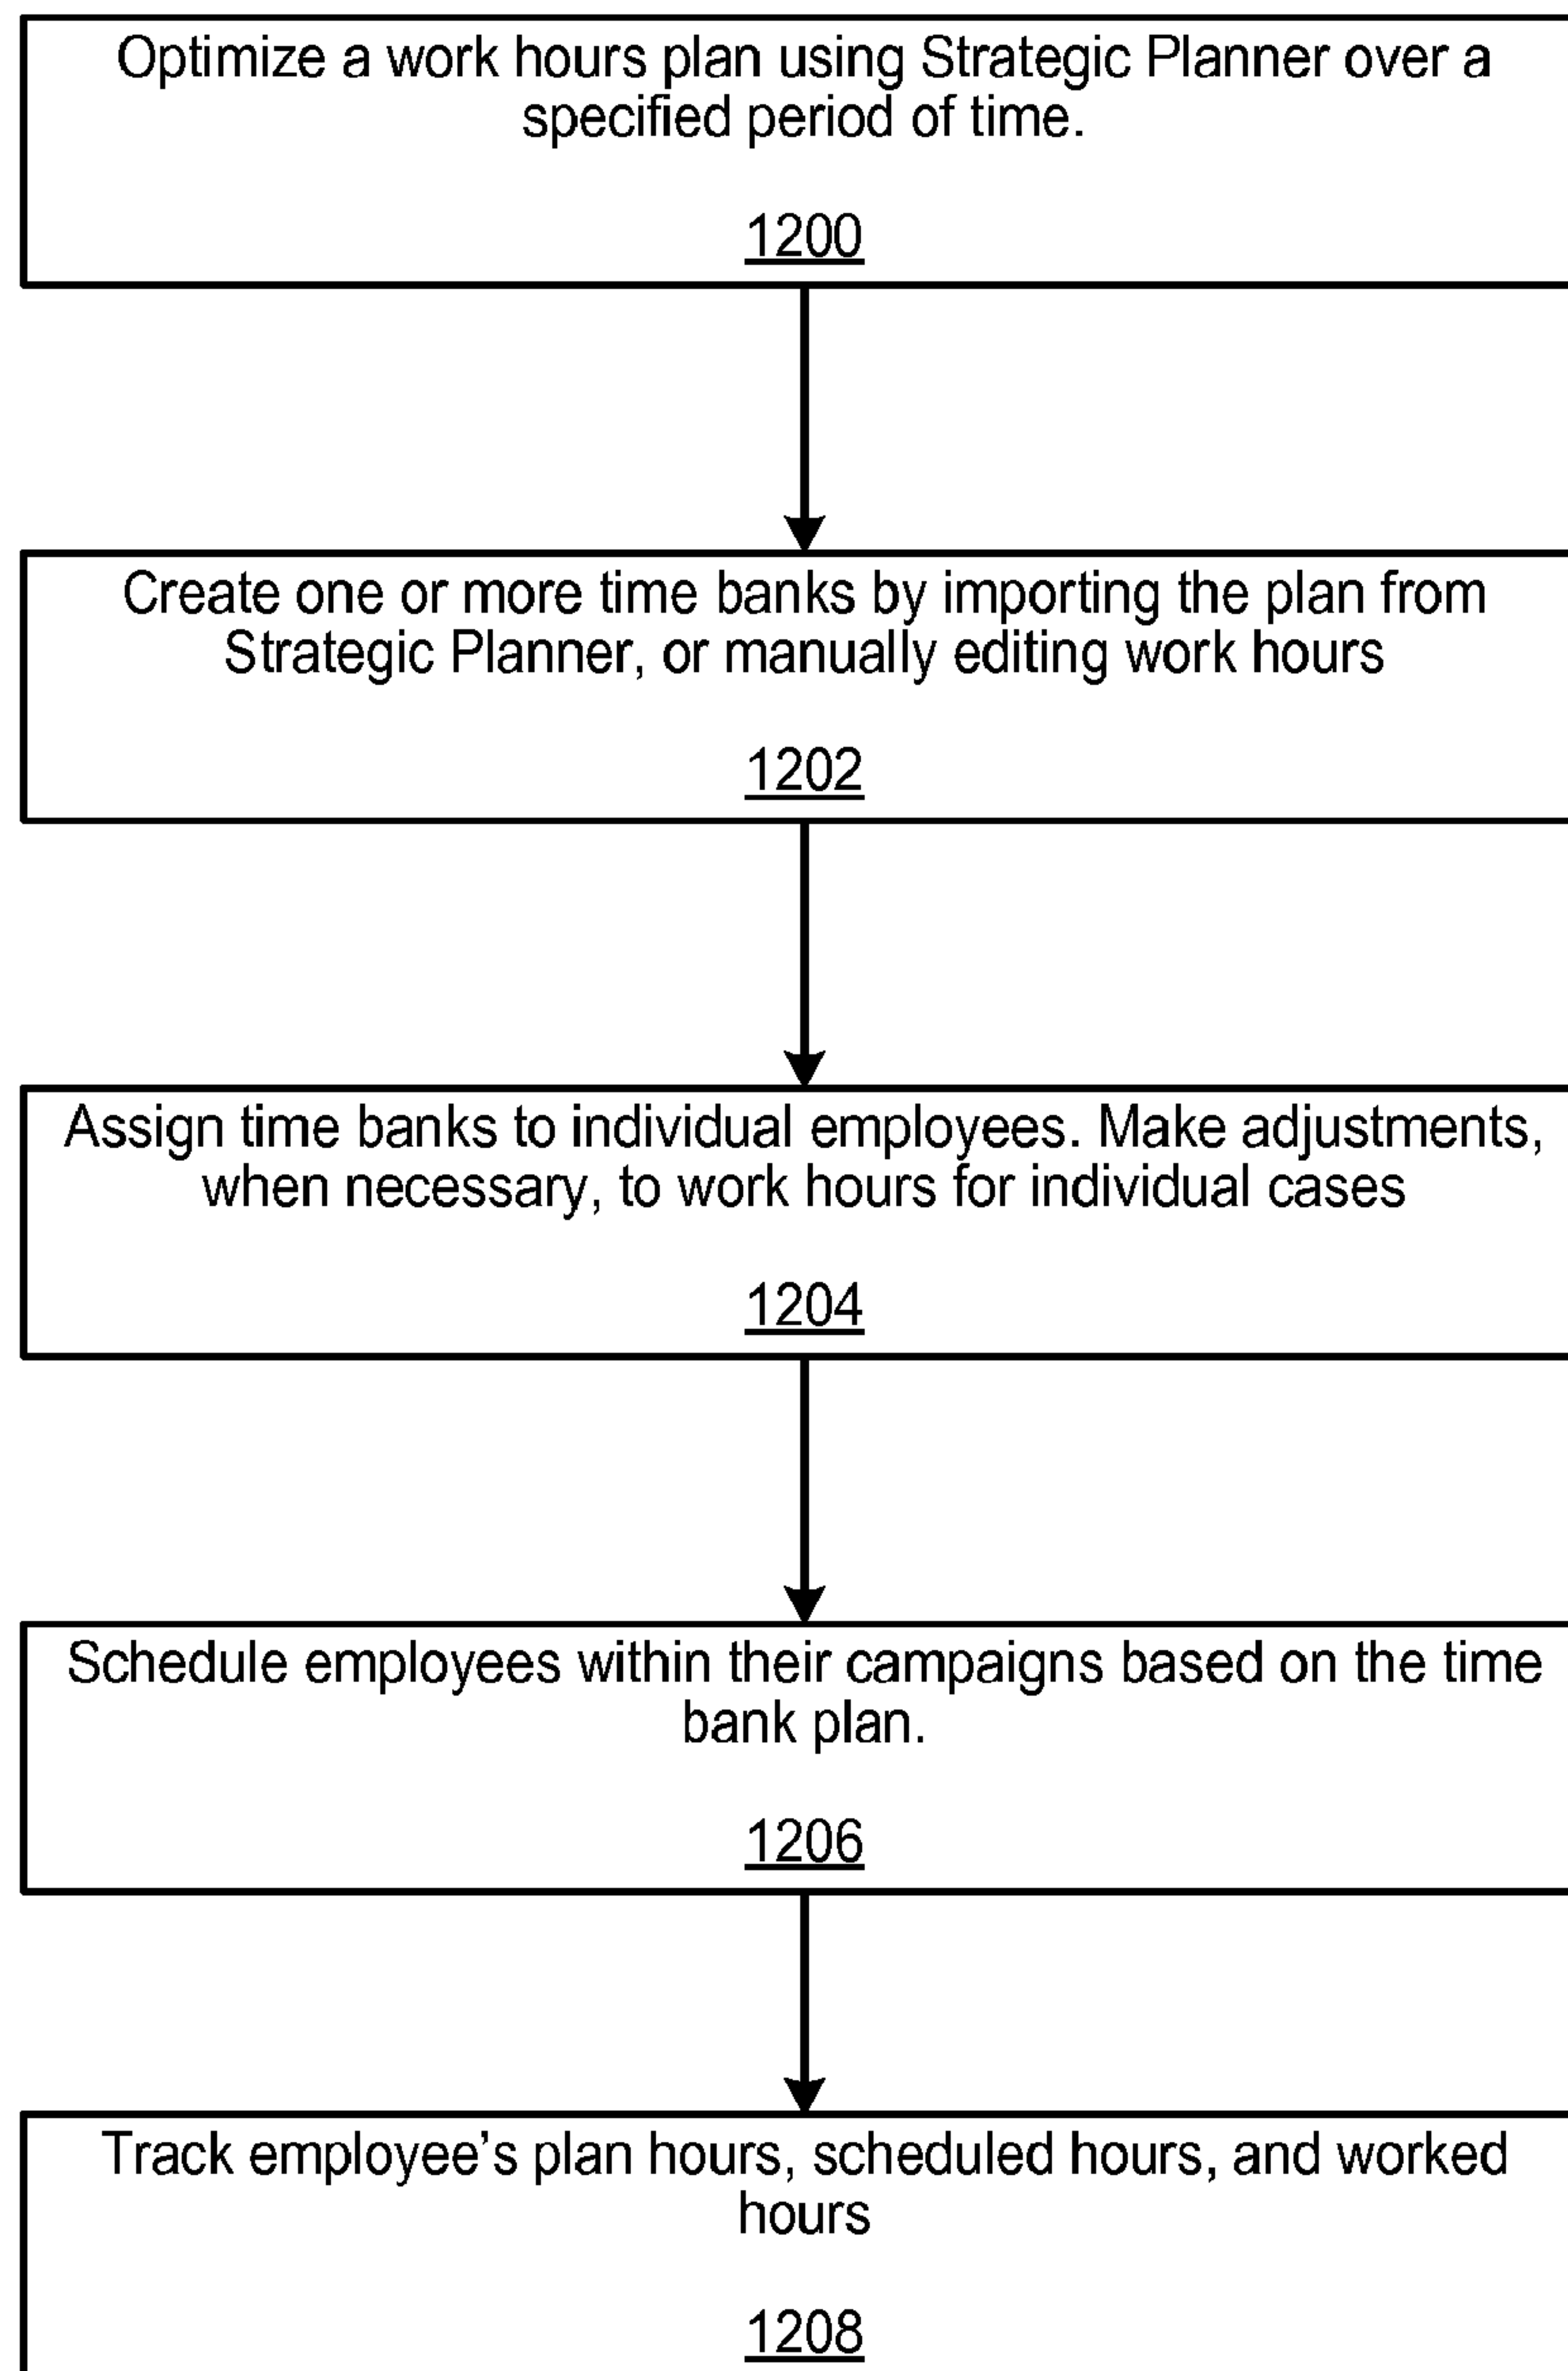 Optimize a work hours plan using Strategic Planner over a
specified period of time.
1200
Create one or more time banks by importing the plan from
Strategic Planner, or manually editing work hours
1202
Assign time banks to individual employees. Make adjustments,
when necessary, to work hours for individual cases
1204
Schedule employees within their campaigns based on the time
bank plan.
1206
Track employee's plan hours, scheduled hours, and worked
hours
1208